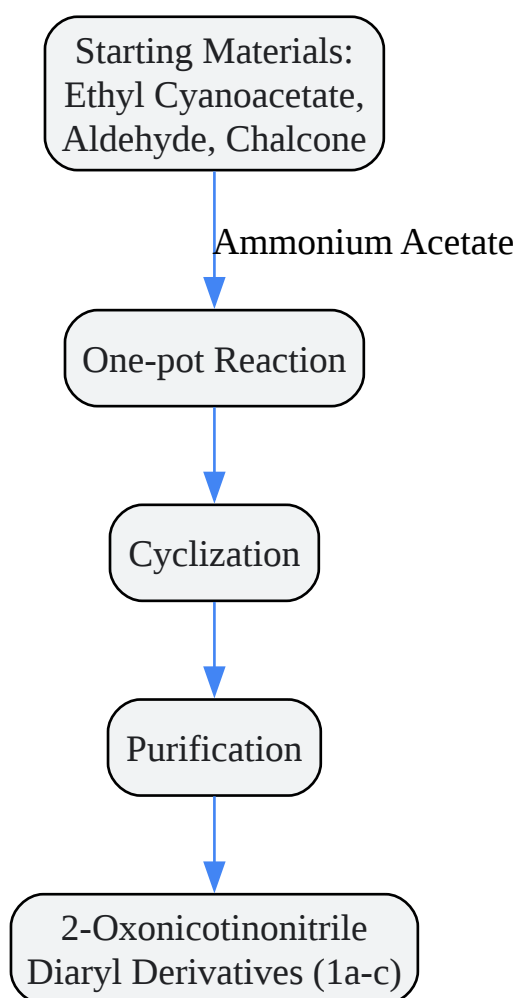 Starting Materials:
Ethyl Cyanoacetate,
Aldehyde, Chalcone
Ammonium Acetate
One-pot Reaction
Cyclization
Purification
2-Oxonicotinonitrile
Diaryl Derivatives (1a-c)